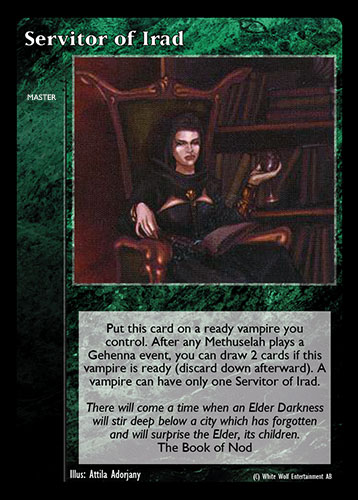 Servitor of Irad
MASTER
Put this card on a ready vampire you
control. After any Methuselah plays a
Gehenna event, you can draw 2 cards if this
vampire is ready (discard down afterward). A
vampire can have only one Servitor of Irad.
There will come a time when an Elder Darkness
will stir deep below a city which has forgotten
and will surprise the Elder, its children.
The Book of Nod
Illus: Attila Adorjany
(C) White Wolf Entertainment AB